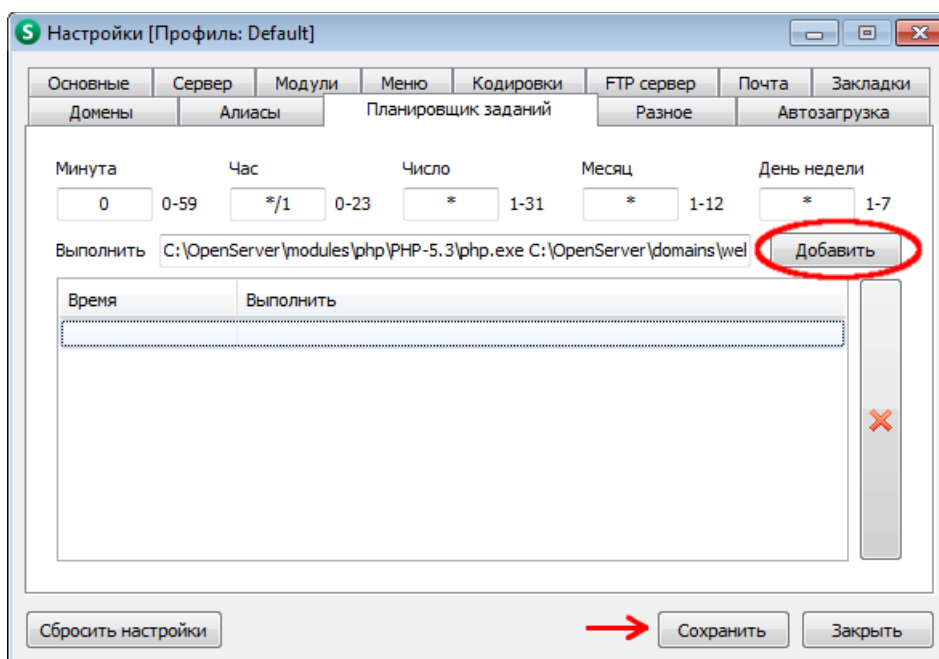 S Настройки [Профиль: Default]
Основные Сервер Модули Меню Кодировки FTP сервер Почта Закладки
Домены Алиасы Планировщик заданий Разное Автозагрузка
Минута Час Число Месяц День недели
0 0-59 */1 0-23 * 1-31 * 1-12 * 1-7
Выполнить C:\OpenServer\modules\php\PHP-5.3\php.exe C:\OpenServer\domains\wel Добавить
Время Выполнить
Сбросить настройки Сохранить Закрыть